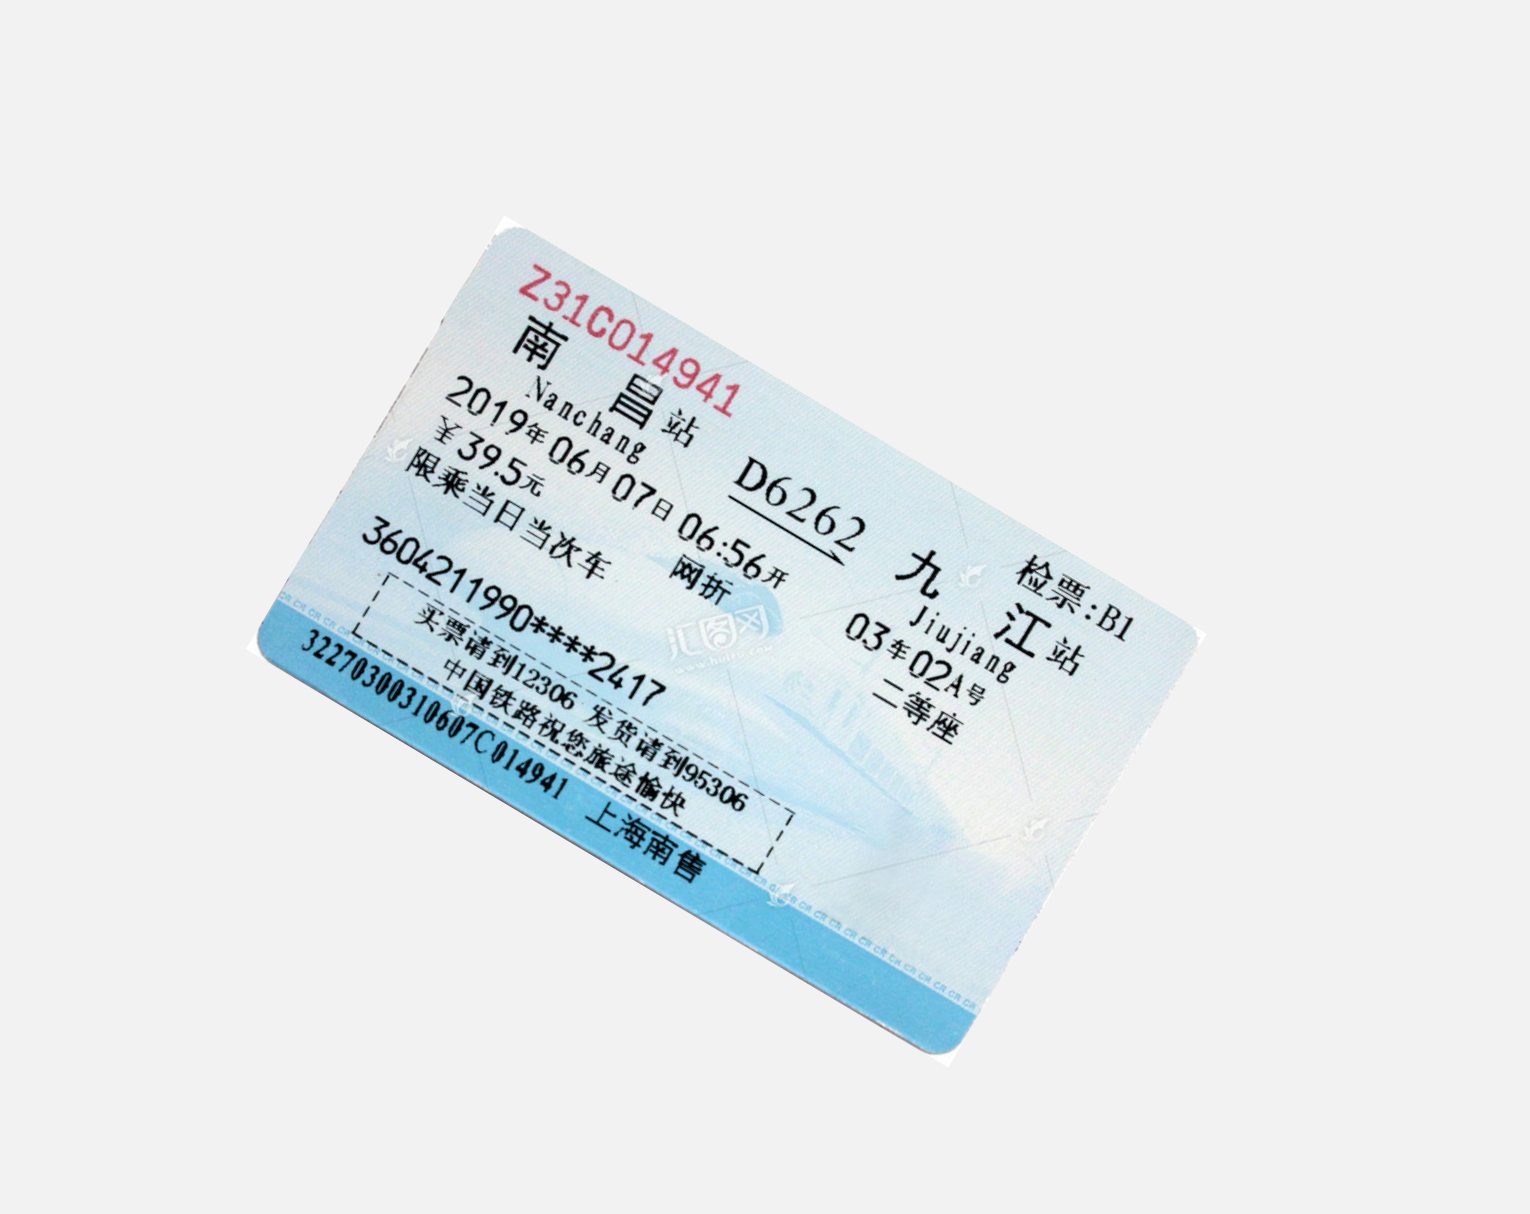 Z31C014941
检票:B1
南昌站 D6262 九江站
Nanchang Jiujiang
2019年06月07日06:56开 03车02A号
¥39.5元 网折 二等座
限乘当日当次车
3604211990****2417
买票请到12306 发货请到95306
中国铁路祝您旅途愉快
32270300310607C014941 上海南售
汇图网